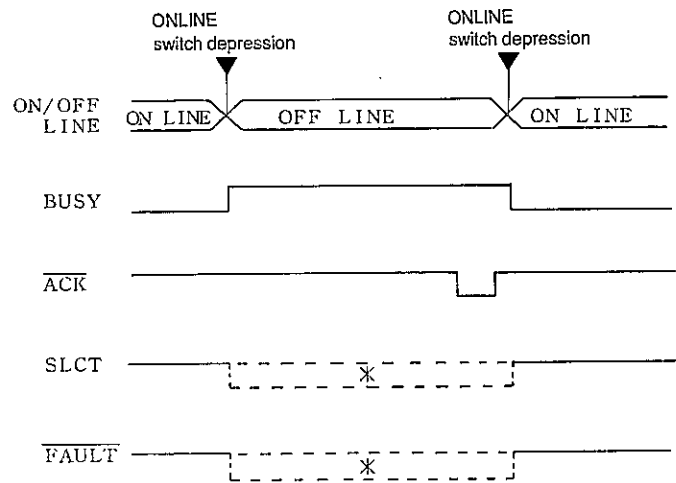 ONLINE
switch depression
ONLINE
switch depression
ON/OFF
LINE
ON LINE
OFF LINE
ON LINE
BUSY
ACK
SLCT
*
FAULT
*